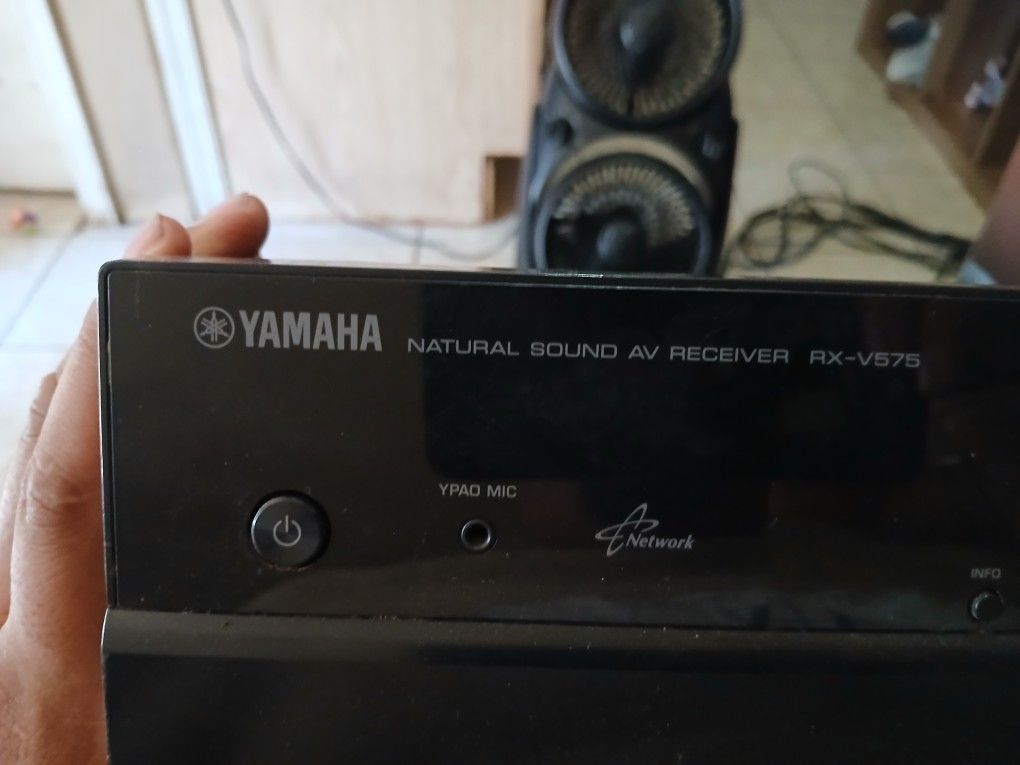 YAMAHA NATURAL SOUND AV RECEIVER RX-V575
YPAO MIC
Network
INFO